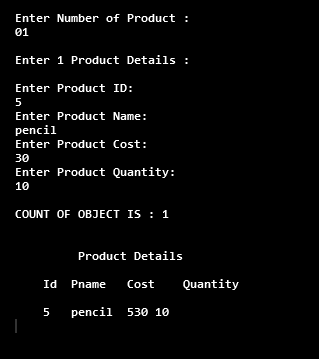 Enter Number of Product :
01
Enter 1 Product Details :
Enter Product ID:
5
Enter Product Name:
pencil
Enter Product Cost:
30
Enter Product Quantity:
10
COUNT OF OBJECT IS : 1
Product Details
Id Pname Cost Quantity
5 pencil 530 10